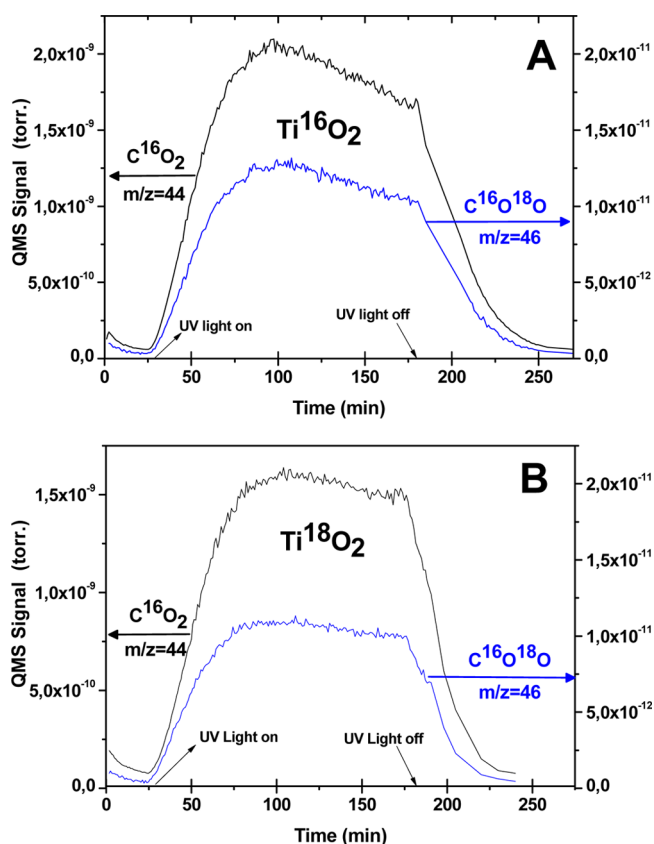 A
2,0x10⁻⁹
1,5x10⁻⁹
1,0x10⁻⁹
5,0x10⁻¹⁰
0,0
QMS Signal (torr.)
2,0x10⁻¹¹
1,5x10⁻¹¹
1,0x10⁻¹¹
5,0x10⁻¹²
0,0
Ti¹⁶O₂
C¹⁶O₂
m/z=44
C¹⁶O¹⁸O
m/z=46
UV light on
UV light off
0 50 100 150 200 250
Time (min)
B
1,5x10⁻⁹
1,0x10⁻⁹
5,0x10⁻¹⁰
0,0
QMS Signal (torr.)
2,0x10⁻¹¹
1,5x10⁻¹¹
1,0x10⁻¹¹
5,0x10⁻¹²
0,0
Ti¹⁸O₂
C¹⁶O₂
m/z=44
C¹⁶O¹⁸O
m/z=46
UV Light on
UV Light off
0 50 100 150 200 250
Time (min)